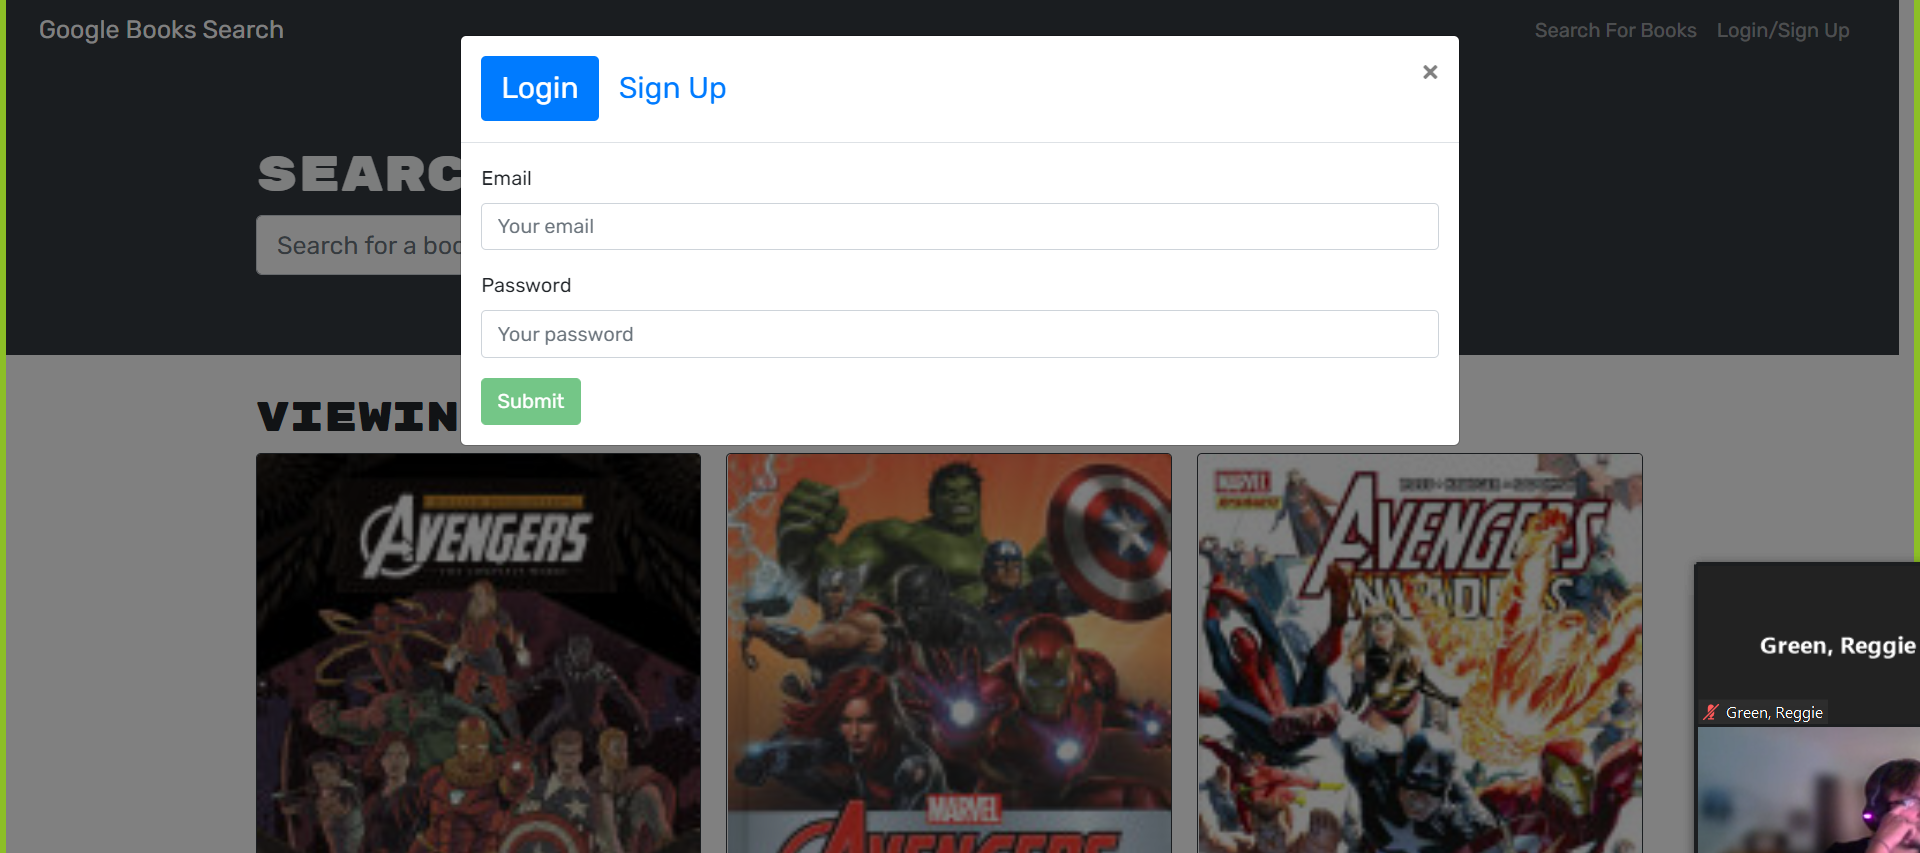 Google Books Search
Search For Books
Login/Sign Up
Login
Sign Up
×
SEARC
Search for a boo
Email
Your email
Password
Your password
Submit
VIEWIN
AVENGERS
MARVEL
AVENGERS
MARVEL
AVENGERS
INVADERS
Green, Reggie
Green, Reggie